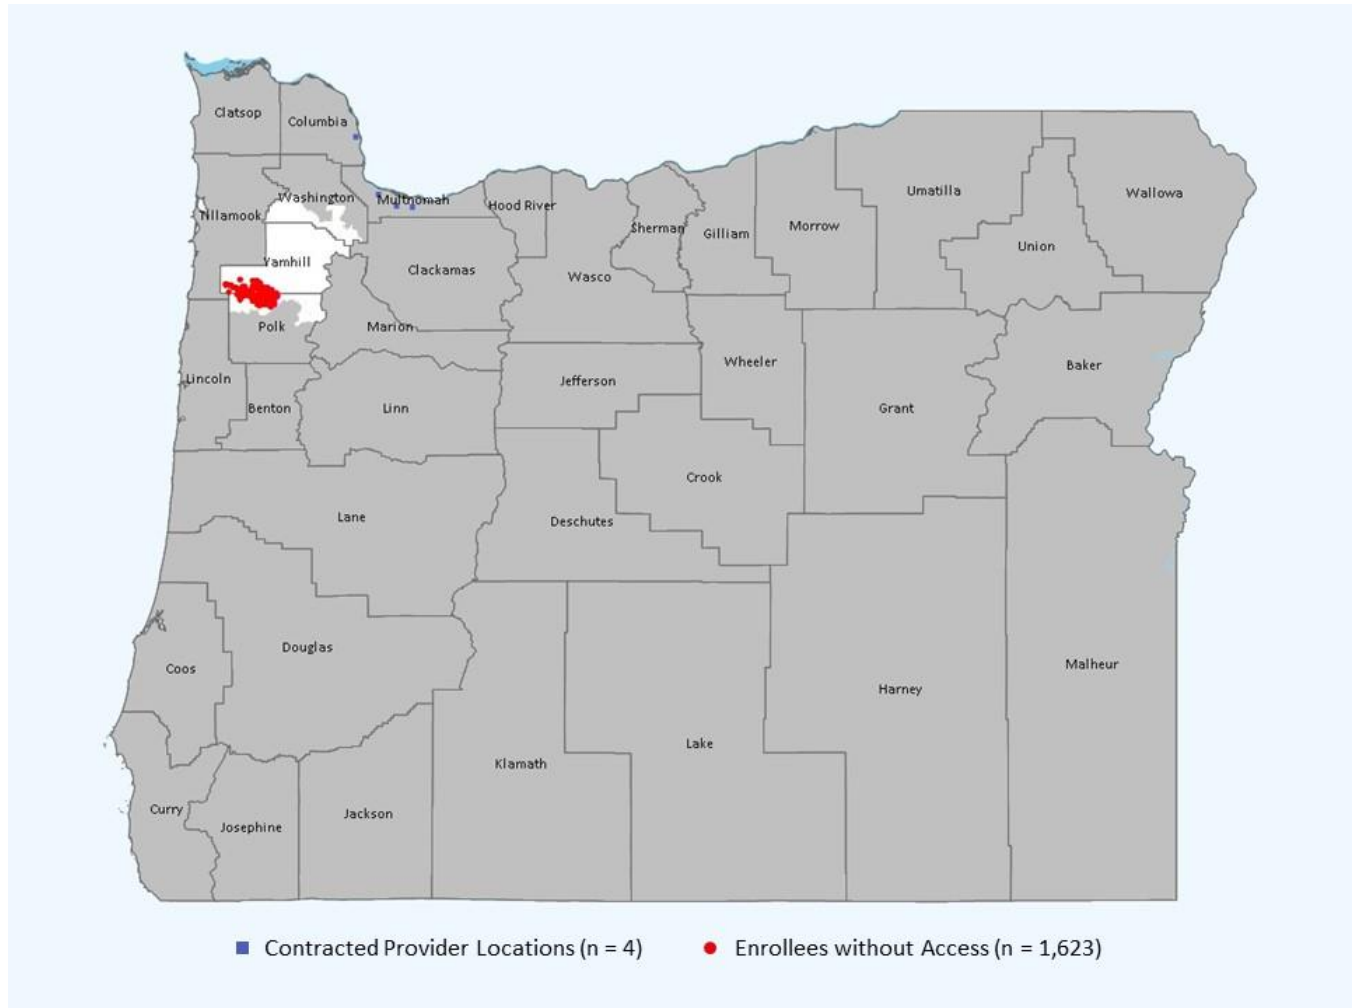 Clatsop
Columbia
Washington
Multnomah
Hood River
Tillamook
Sherman
Gilliam
Morrow
Umatilla
Union
Wallowa
Yamhill
Clackamas
Wasco
Polk
Marion
Wheeler
Baker
Lincoln
Benton
Linn
Jefferson
Grant
Crook
Lane
Deschutes
Douglas
Coos
Malheur
Harney
Lake
Klamath
Curry
Josephine
Jackson
Contracted Provider Locations (n = 4)
Enrollees without Access (n = 1,623)